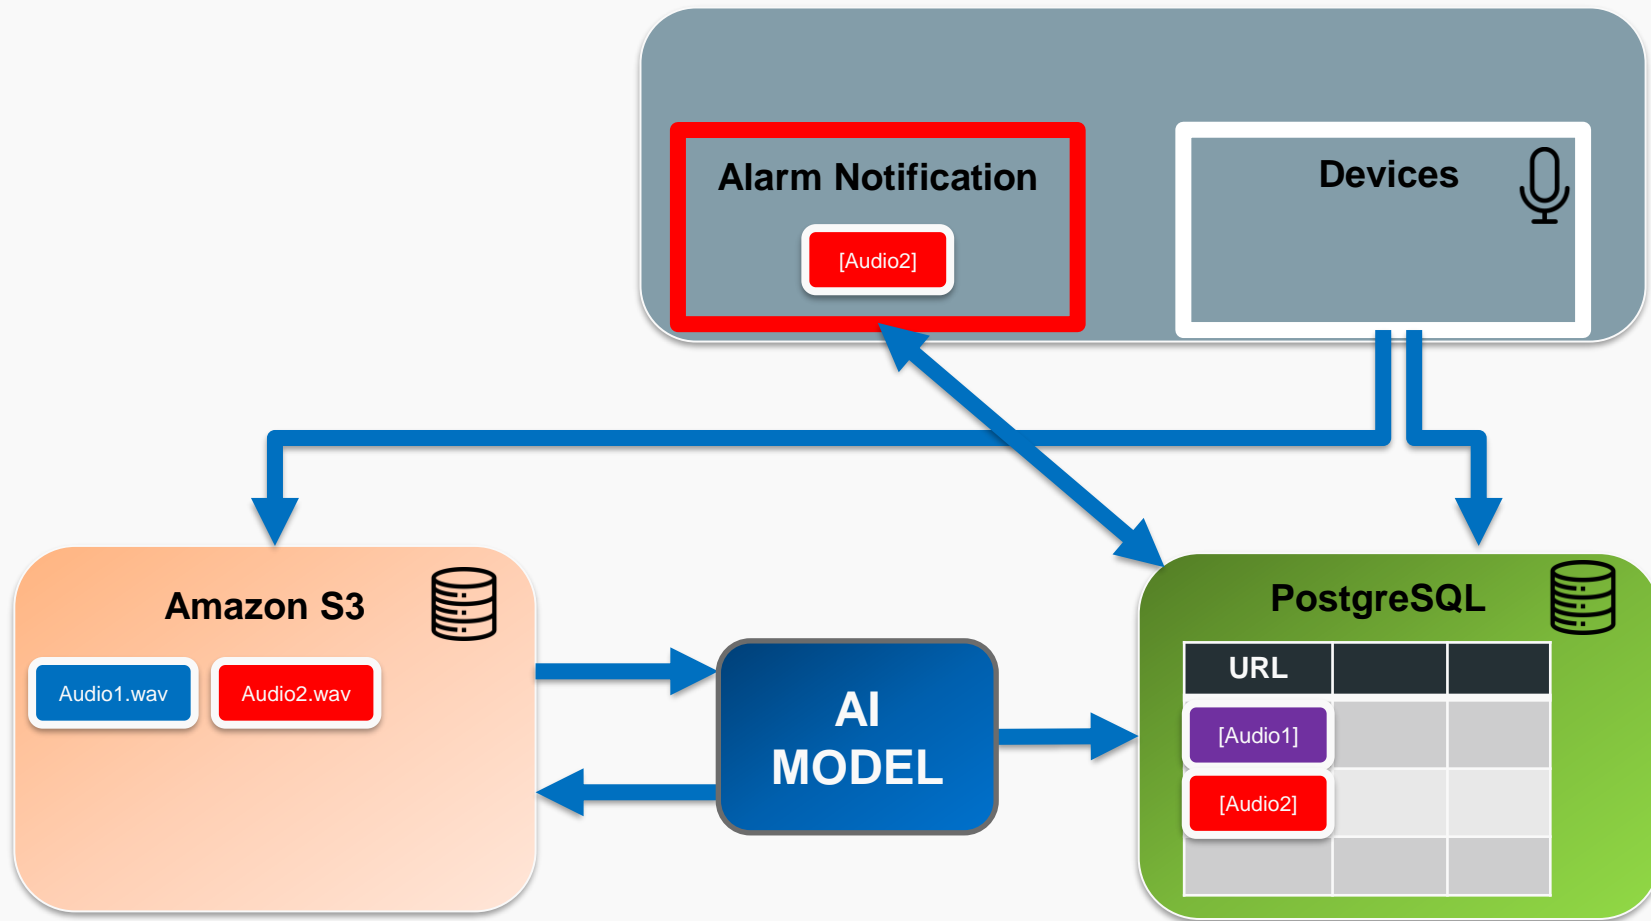 Alarm Notification
[Audio2]
Devices
Amazon S3
Audio1.wav
Audio2.wav
AI
MODEL
PostgreSQL
URL
[Audio1]
[Audio2]